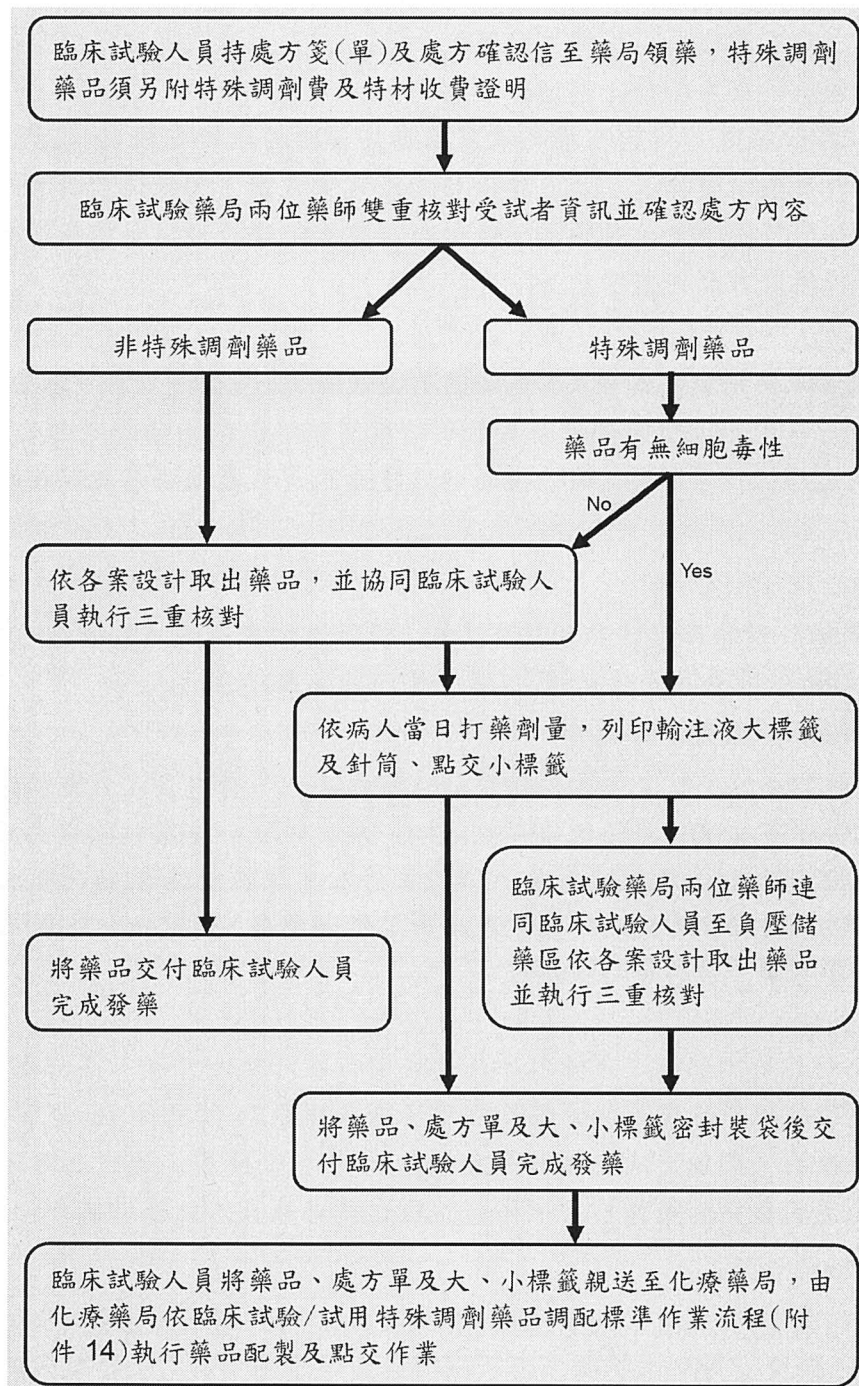 臨床試驗人員持處方箋(單)及處方確認信至藥局領藥，特殊調劑
藥品須另附特殊調劑費及特材收費證明
臨床試驗藥局兩位藥師雙重核對受試者資訊並確認處方內容
非特殊調劑藥品
特殊調劑藥品
藥品有無細胞毒性
No
Yes
依各案設計取出藥品，並協同臨床試驗人
員執行三重核對
依病人當日打藥劑量，列印輸注液大標籤
及針筒、點交小標籤
臨床試驗藥局兩位藥師連
同臨床試驗人員至負壓儲
藥區依各案設計取出藥品
並執行三重核對
將藥品交付臨床試驗人員
完成發藥
將藥品、處方單及大、小標籤密封裝袋後交
付臨床試驗人員完成發藥
臨床試驗人員將藥品、處方單及大、小標籤親送至化療藥局，由
化療藥局依臨床試驗/試用特殊調劑藥品調配標準作業流程(附
件 14)執行藥品配製及點交作業